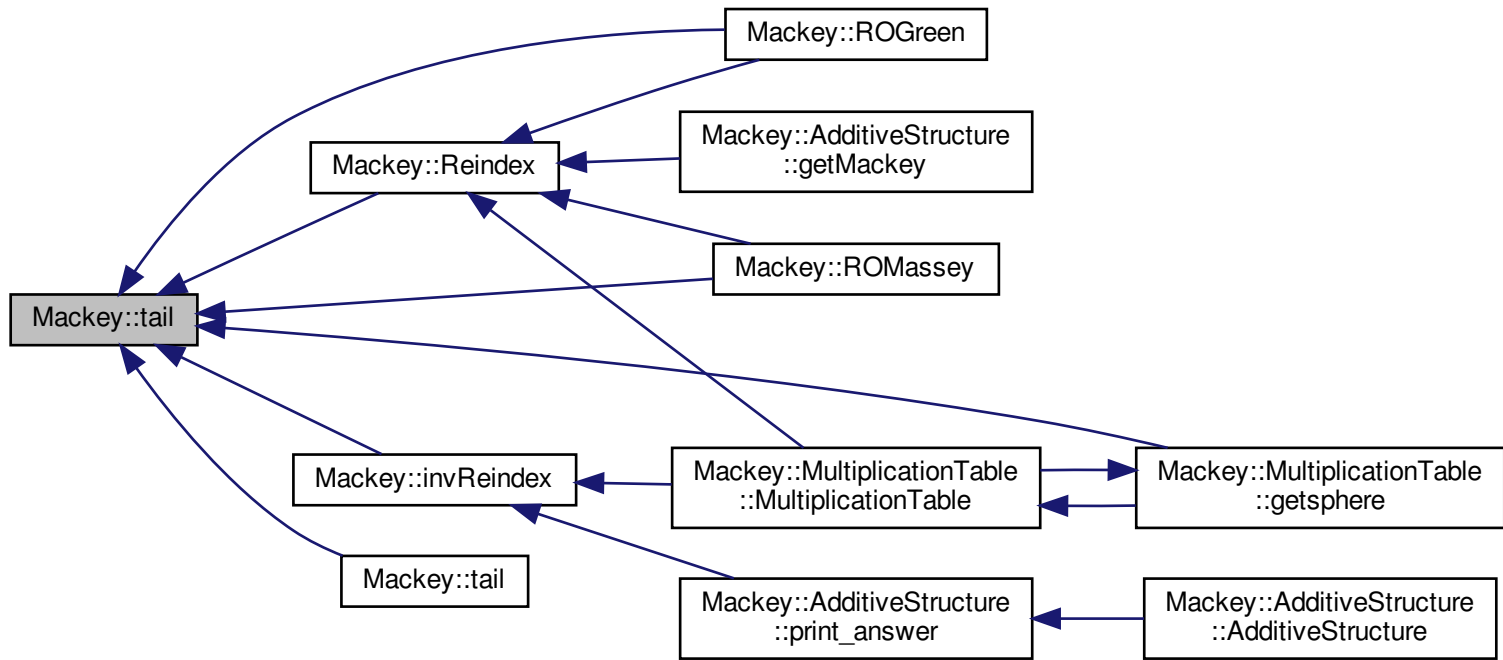 Mackey::ROGreen
Mackey::AdditiveStructure
::getMackey
Mackey::Reindex
Mackey::ROMassey
Mackey::tail
Mackey::MultiplicationTable
::MultiplicationTable
Mackey::MultiplicationTable
::getsphere
Mackey::invReindex
Mackey::tail
Mackey::AdditiveStructure
::print_answer
Mackey::AdditiveStructure
::AdditiveStructure